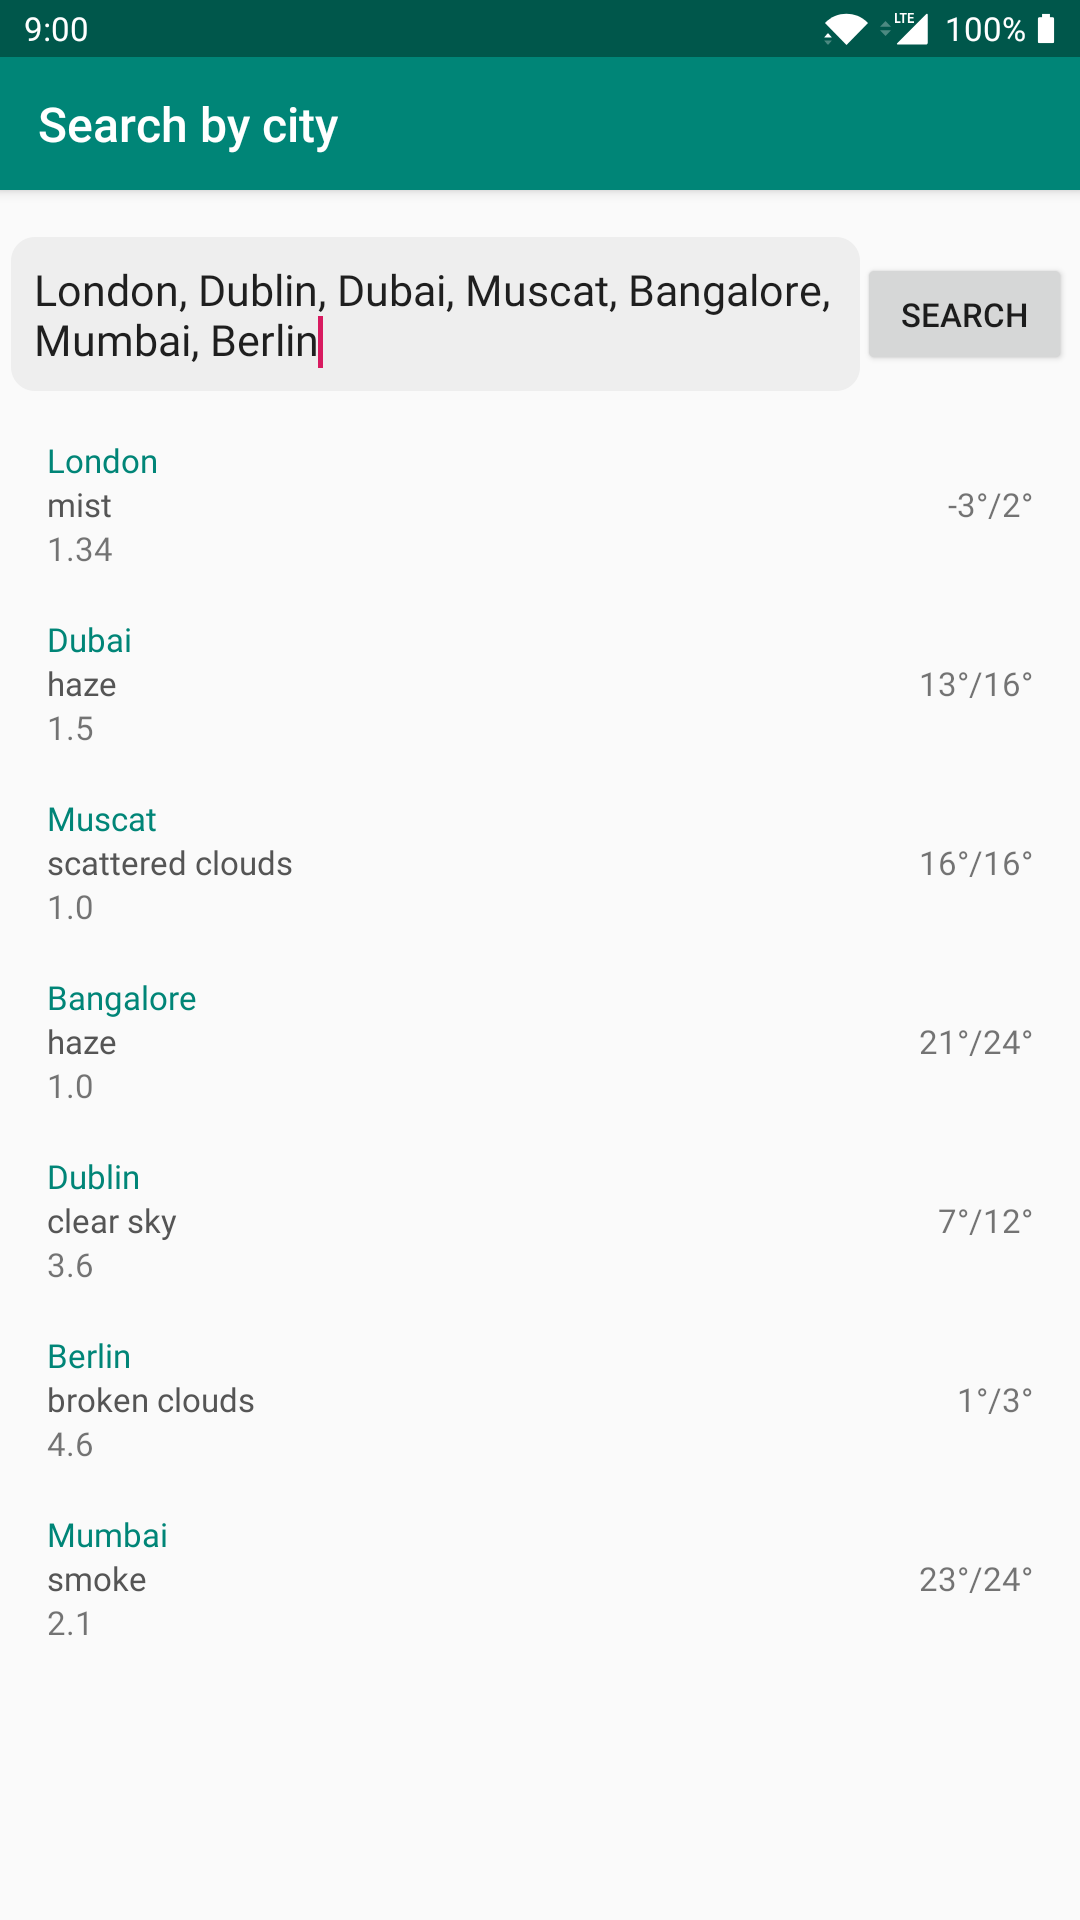 9:00 LTE 100%
Search by city
London, Dublin, Dubai, Muscat, Bangalore,
Mumbai, Berlin
SEARCH
London
mist -3°/2°
1.34
Dubai
haze 13°/16°
1.5
Muscat
scattered clouds 16°/16°
1.0
Bangalore
haze 21°/24°
1.0
Dublin
clear sky 7°/12°
3.6
Berlin
broken clouds 1°/3°
4.6
Mumbai
smoke 23°/24°
2.1